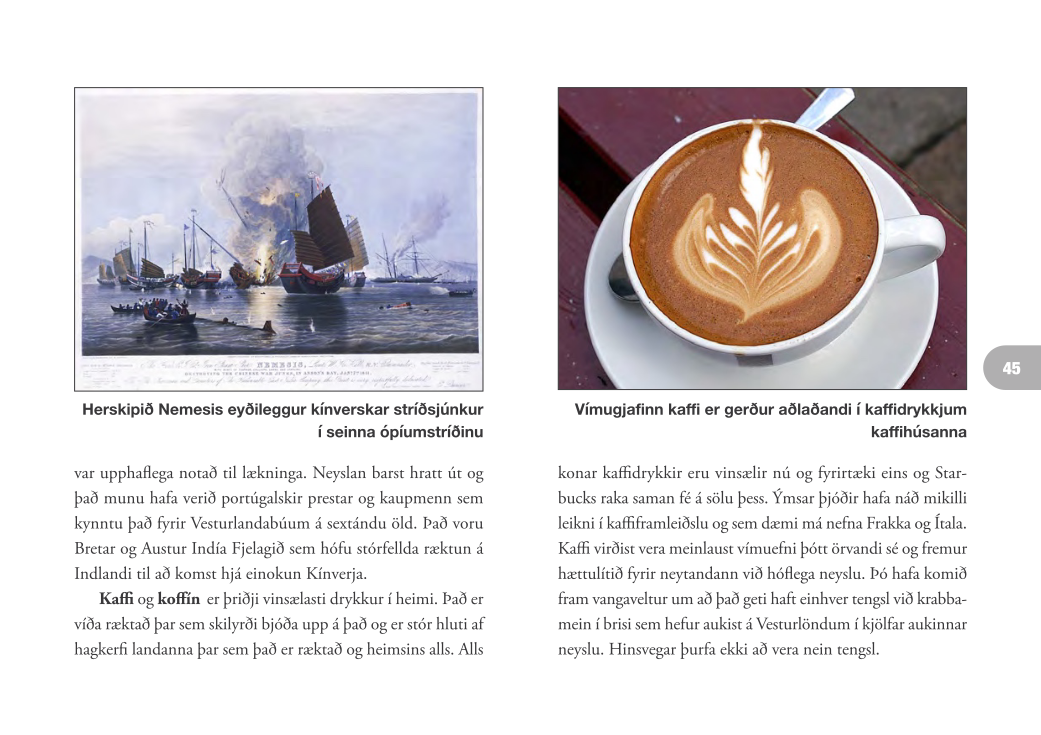 NEMESIS,
Herskipið Nemesis eyðileggur kínverskar stríðsjúnkur
í seinna ópíumstríðinu
var upphaflega notað til lækninga. Neyslan barst hratt út og
það munu hafa verið portúgalskir prestar og kaupmenn sem
kynntu það fyrir Vesturlandabúum á sextándu öld. Það voru
Bretar og Austur Indía Fjelagið sem hófu stórfellda ræktun á
Indlandi til að komst hjá einokun Kínverja.
Kaffi og koffín er þriðji vinsælasti drykkur í heimi. Það er
víða ræktað þar sem skilyrði bjóða upp á það og er stór hluti af
hagkerfi landanna þar sem það er ræktað og heimsins alls. Alls
Vímugjafinn kaffi er gerður aðlaðandi í kaffidrykkjum
kaffihúsanna
konar kaffidrykkir eru vinsælir nú og fyrirtæki eins og Star-
bucks raka saman fé á sölu þess. Ýmsar þjóðir hafa náð mikilli
leikni í kaffiframleiðslu og sem dæmi má nefna Frakka og Ítala.
Kaffi virðist vera meinlaust vímuefni þótt örvandi sé og fremur
hættulítið fyrir neytandann við hóflega neyslu. Þó hafa komið
fram vangaveltur um að það geti haft einhver tengsl við krabba-
mein í brisi sem hefur aukist á Vesturlöndum í kjölfar aukinnar
neyslu. Hinsvegar þurfa ekki að vera nein tengsl.
45